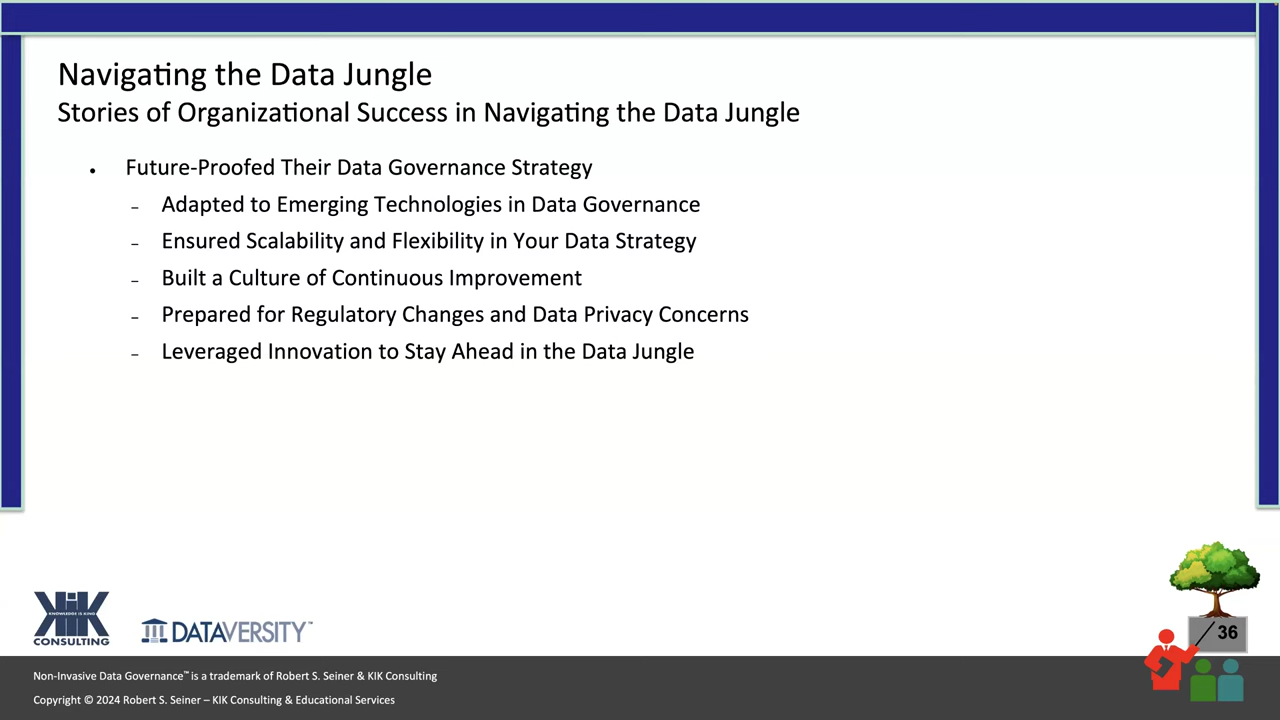 Navigating the Data Jungle
Stories of Organizational Success in Navigating the Data Jungle
• Future-Proofed Their Data Governance Strategy
– Adapted to Emerging Technologies in Data Governance
– Ensured Scalability and Flexibility in Your Data Strategy
– Built a Culture of Continuous Improvement
– Prepared for Regulatory Changes and Data Privacy Concerns
– Leveraged Innovation to Stay Ahead in the Data Jungle
KIK
KNOWLEDGE IS KING
CONSULTING
DATAVERSITY™
36
Non-Invasive Data Governance™ is a trademark of Robert S. Seiner & KIK Consulting
Copyright © 2024 Robert S. Seiner – KIK Consulting & Educational Services